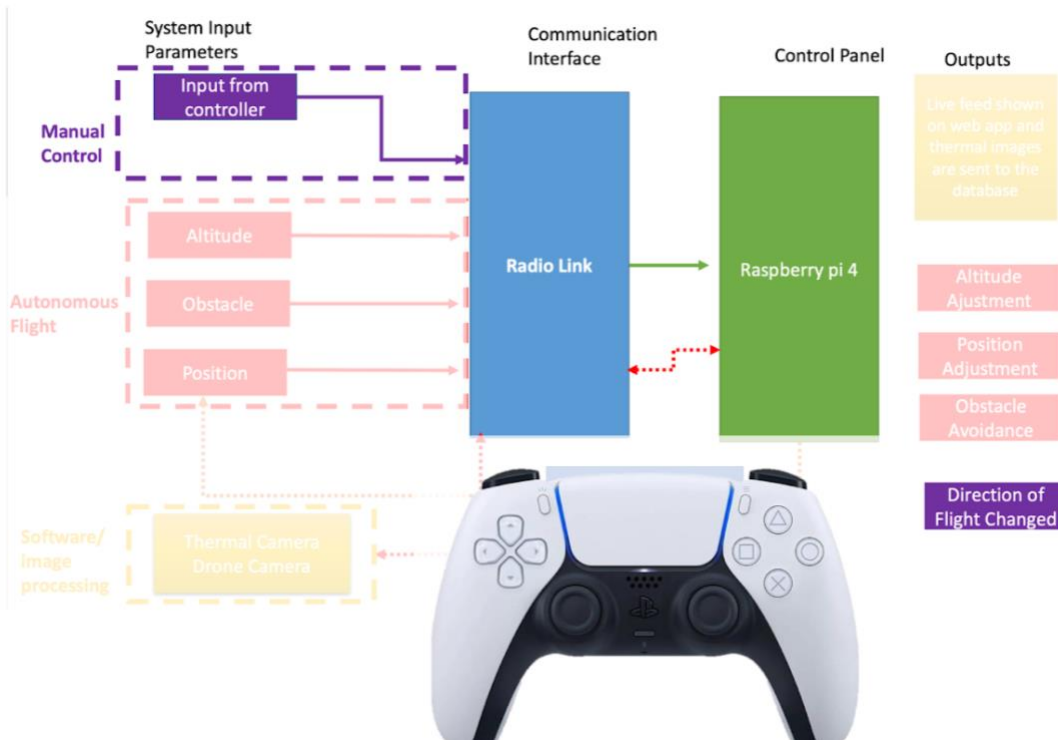 System Input
Parameters
Communication
Interface
Control Panel
Outputs
Manual
Control
Input from
controller
Autonomous
Flight
Altitude
Obstacle
Position
Radio Link
Raspberry pi 4
Live feed shown
on web app and
thermal images
are sent to the
database
Altitude
Ajustment
Position
Adjustment
Obstacle
Avoidance
Direction of
Flight Changed
Software/
image
processing
Thermal Camera
Drone Camera